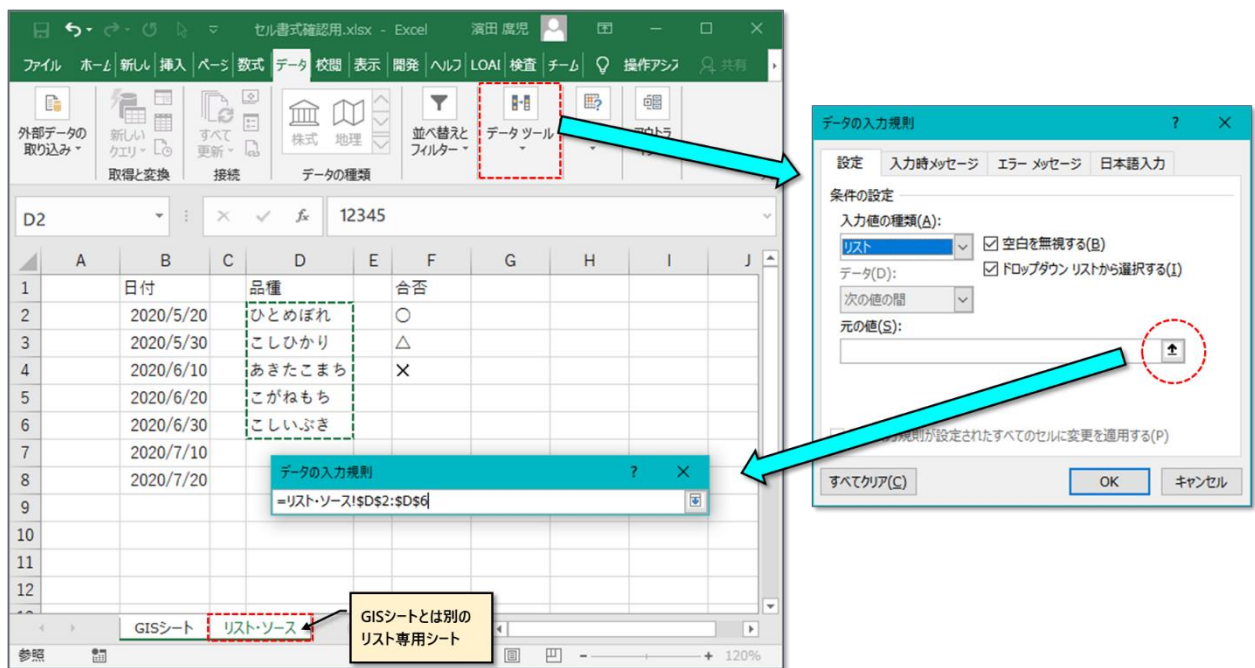 セル書式確認用.xlsx - Excel
濱田 庶児
ファイル ホーム 新しい 挿入 ページ 数式 データ 校閲 表示 開発 ヘルプ LOAI 検査 チーム 操作アシス 共有
外部データの
取り込み
新しい
クエリ
すべて
更新
株式 地理
並べ替えと
フィルター
データ ツール
アウトラ
取得と変換 接続 データの種類
D2
fx
12345
A B C D E F G H I J
1 日付 品種 合否
2 2020/5/20 ひとめぼれ ○
3 2020/5/30 こしひかり △
4 2020/6/10 あきたこまち ×
5 2020/6/20 こがねもち
6 2020/6/30 こしいぶき
7 2020/7/10
8 2020/7/20
9
10
11
12
データの入力規則 ? ×
=リスト・ソース!$D$2:$D$6
GISシートとは別の
リスト専用シート
GISシート リスト・ソース
参照
120%
データの入力規則 ? ×
設定 入力時メッセージ エラー メッセージ 日本語入力
条件の設定
入力値の種類(A):
リスト
空白を無視する(B)
データ(D):
ドロップダウン リストから選択する(I)
次の値の間
元の値(S):
規則が設定されたすべてのセルに変更を適用する(P)
すべてクリア(C) OK キャンセル